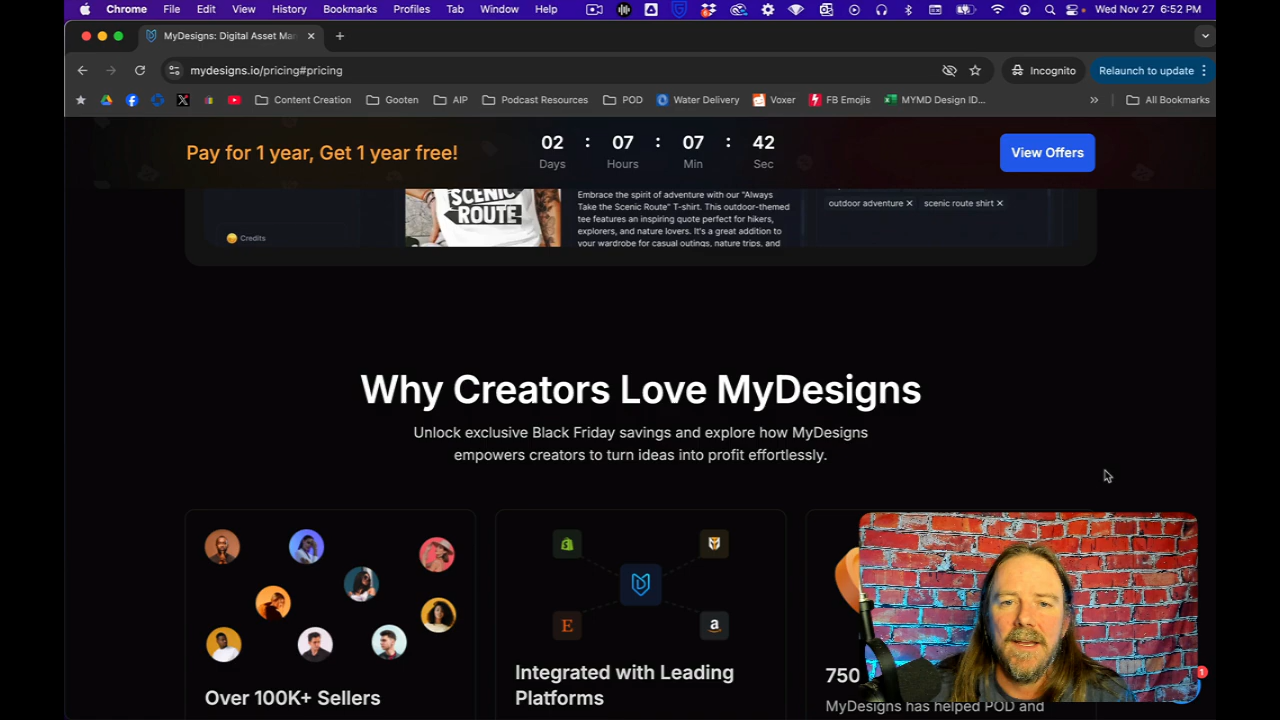 Chrome File Edit View History Bookmarks Profiles Tab Window Help Wed Nov 27 6:52 PM
MyDesigns: Digital Asset Man
mydesigns.io/pricing#pricing Incognito Relaunch to update
Content Creation Gooten AIP Podcast Resources POD Water Delivery Voxer FB Emojis MYMD Design ID... » All Bookmarks
Pay for 1 year, Get 1 year free! 02 : 07 : 07 : 42 View Offers
Days Hours Min Sec
SCENIC
ROUTE
Embrace the spirit of adventure with our "Always
Take the Scenic Route" T-shirt. This outdoor-themed
tee features an inspiring quote perfect for hikers,
explorers, and nature lovers. It's a great addition to
your wardrobe for casual outings, nature trips, and
outdoor adventure × scenic route shirt ×
Credits
Why Creators Love MyDesigns
Unlock exclusive Black Friday savings and explore how MyDesigns
empowers creators to turn ideas into profit effortlessly.
E
a
Over 100K+ Sellers
Integrated with Leading
Platforms
750
MyDesigns has helped POD and
1